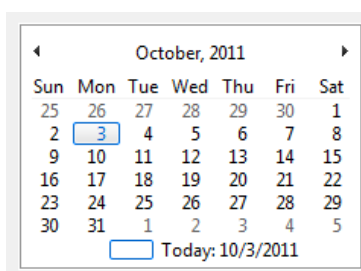 October, 2011
Sun Mon Tue Wed Thu Fri Sat
25 26 27 28 29 30 1
2 3 4 5 6 7 8
9 10 11 12 13 14 15
16 17 18 19 20 21 22
23 24 25 26 27 28 29
30 31 1 2 3 4 5
Today: 10/3/2011